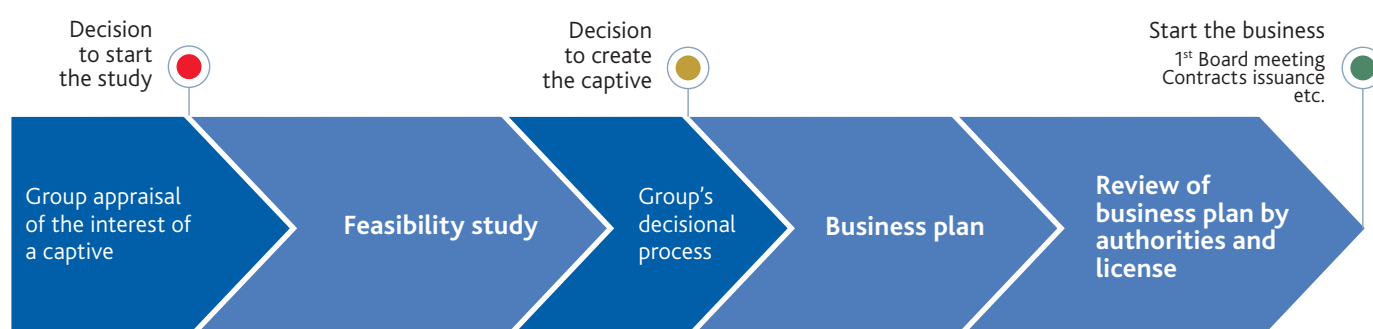 Decision
to start
the study
Decision
to create
the captive
Start the business
1st Board meeting
Contracts issuance
etc.
Group appraisal
of the interest of
a captive
Feasibility study
Group's
decisional
process
Business plan
Review of
business plan by
authorities and
license